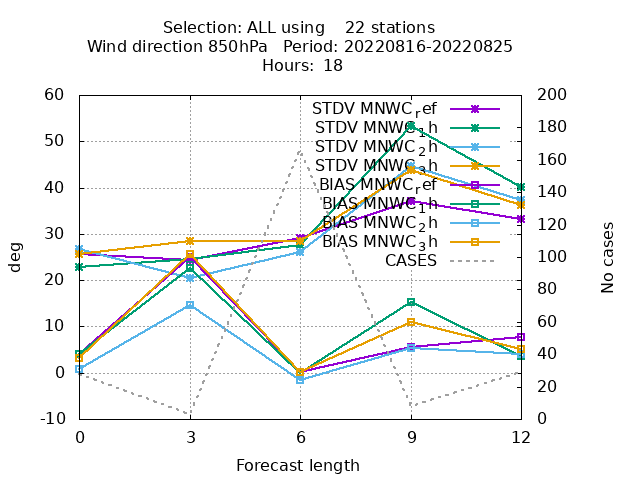 Selection: ALL using    22 stations
Wind direction 850hPa   Period: 20220816-20220825
Hours: 18
60
50
40
30
20
10
0
-10
deg
STDV MNWC_ref
STDV MNWC_1h
STDV MNWC_2h
STDV MNWC_3h
BIAS MNWC_ref
BIAS MNWC_1h
BIAS MNWC_2h
BIAS MNWC_3h
CASES
200
180
160
140
120
100
80
60
40
20
0
No cases
0 3 6 9 12
Forecast length